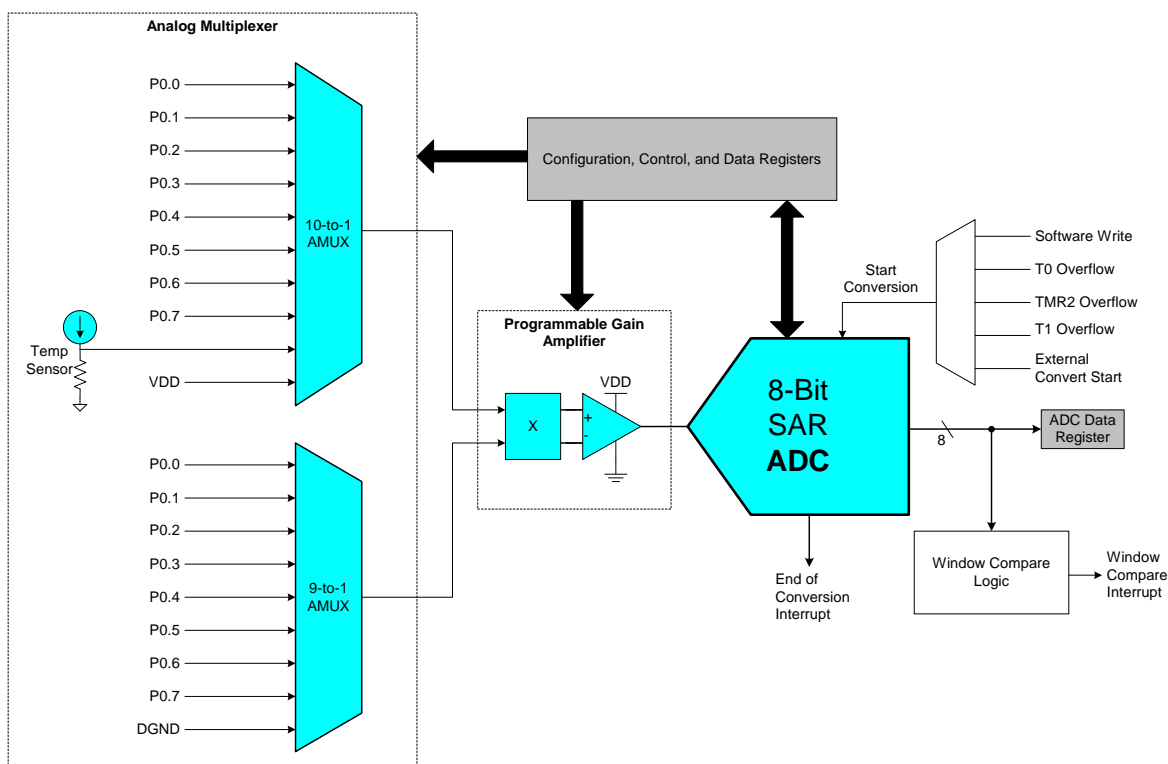 Analog Multiplexer
P0.0
P0.1
P0.2
P0.3
P0.4
P0.5
P0.6
P0.7
Temp
Sensor
VDD
10-to-1
AMUX
P0.0
P0.1
P0.2
P0.3
P0.4
P0.5
P0.6
P0.7
DGND
9-to-1
AMUX
Configuration, Control, and Data Registers
Programmable Gain
Amplifier
VDD
X
+
-
Start
Conversion
Software Write
T0 Overflow
TMR2 Overflow
T1 Overflow
External
Convert Start
8-Bit
SAR
ADC
8
ADC Data
Register
End of
Conversion
Interrupt
Window Compare
Logic
Window
Compare
Interrupt